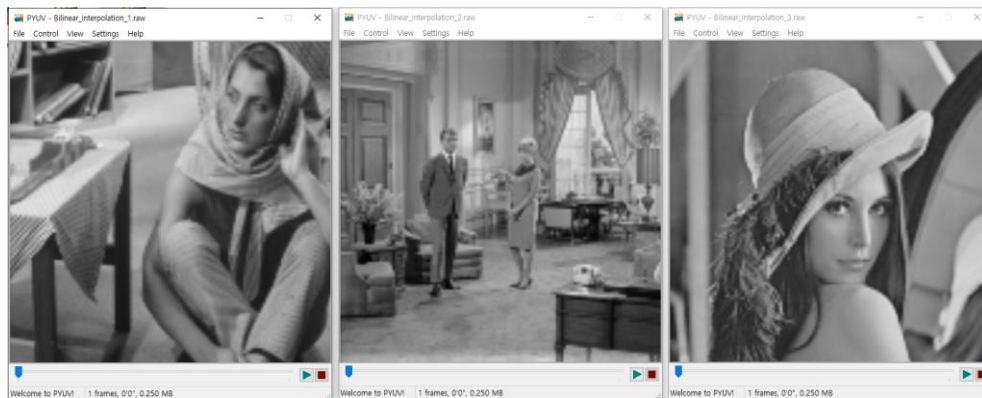 PYUV - Bilinear_Interpolation_1.raw
File Control View Settings Help
Welcome to PYUV! 1 frames, 0'0", 0.250 MB
PYUV - Bilinear_Interpolation_2.raw
File Control View Settings Help
Welcome to PYUV! 1 frames, 0'0", 0.250 MB
PYUV - Bilinear_Interpolation_3.raw
File Control View Settings Help
Welcome to PYUV! 1 frames, 0'0", 0.250 MB